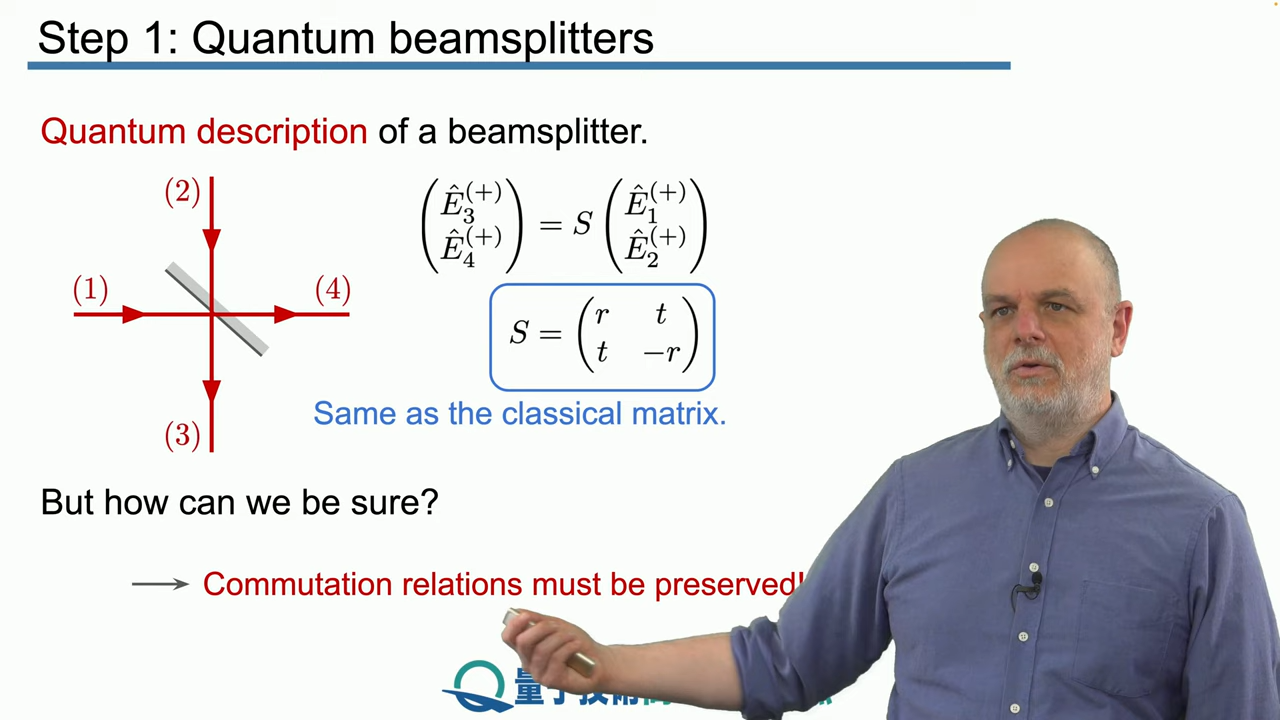 Step 1: Quantum beamsplitters
Quantum description of a beamsplitter.
(2)
(1)
(4)
(3)
(Ê₃⁽⁺⁾ Ê₄⁽⁺⁾) = S (Ê₁⁽⁺⁾ Ê₂⁽⁺⁾)
S = (r t
t −r)
Same as the classical matrix.
But how can we be sure?
Commutation relations must be preserved!
量子技術